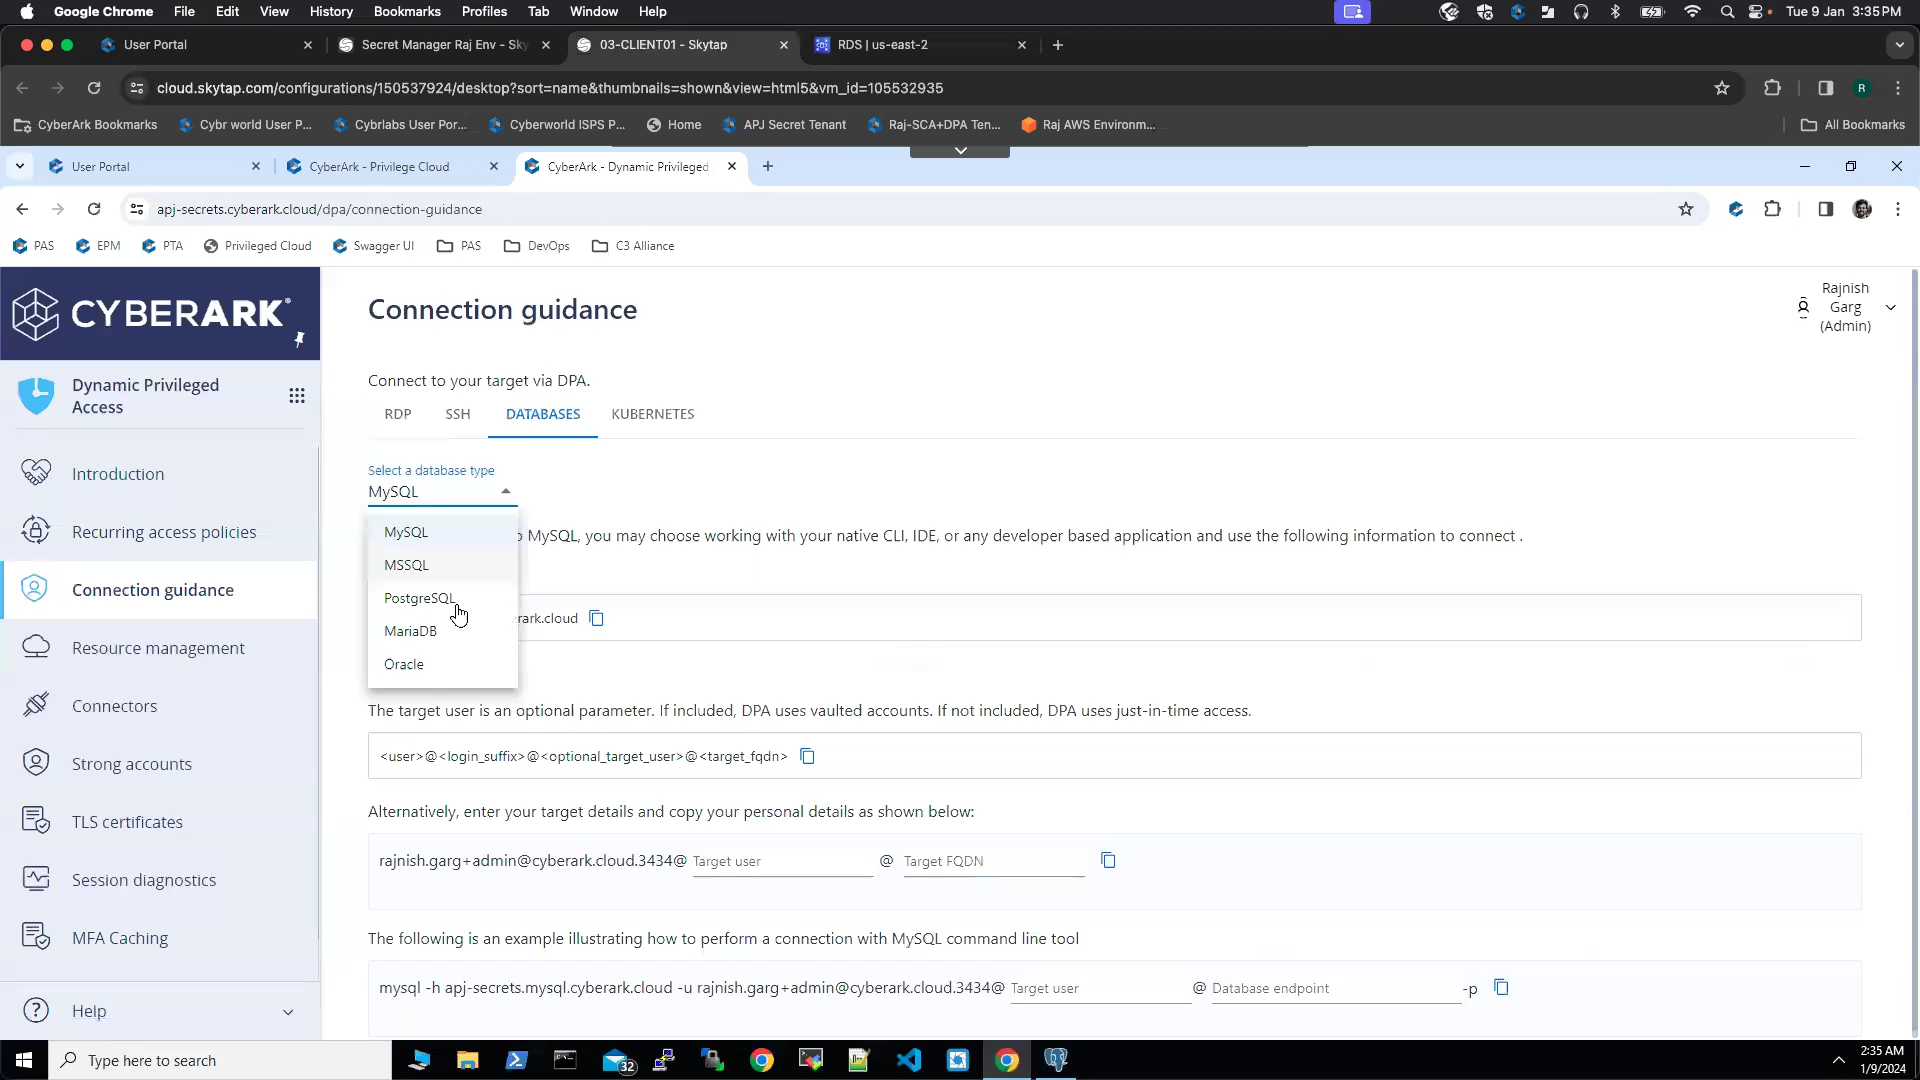 Google Chrome File Edit View History Bookmarks Profiles Tab Window Help Tue 9 Jan 3:35PM
User Portal Secret Manager Raj Env - Sky 03-CLIENT01 - Skytap RDS | us-east-2
cloud.skytap.com/configurations/150537924/desktop?sort=name&thumbnails=shown&view=html5&vm_id=105532935 R
CyberArk Bookmarks Cybr world User P... Cybrlabs User Por... Cyberworld ISPS P... Home APJ Secret Tenant Raj-SCA+DPA Ten... Raj AWS Environm... All Bookmarks
User Portal CyberArk - Privilege Cloud CyberArk - Dynamic Privileged
apj-secrets.cyberark.cloud/dpa/connection-guidance
PAS EPM PTA Privileged Cloud Swagger UI PAS DevOps C3 Alliance
CYBERARK®
Dynamic Privileged
Access
Introduction
Recurring access policies
Connection guidance
Resource management
Connectors
Strong accounts
TLS certificates
Session diagnostics
MFA Caching
Help
Connection guidance
Rajnish
Garg
(Admin)
Connect to your target via DPA.
RDP SSH DATABASES KUBERNETES
Select a database type
MySQL
MySQL
MSSQL
PostgreSQL
MariaDB
Oracle
MySQL, you may choose working with your native CLI, IDE, or any developer based application and use the following information to connect .
rark.cloud
The target user is an optional parameter. If included, DPA uses vaulted accounts. If not included, DPA uses just-in-time access.
<user>@<login_suffix>@<optional_target_user>@<target_fqdn>
Alternatively, enter your target details and copy your personal details as shown below:
rajnish.garg+admin@cyberark.cloud.3434@ Target user @ Target FQDN
The following is an example illustrating how to perform a connection with MySQL command line tool
mysql -h apj-secrets.mysql.cyberark.cloud -u rajnish.garg+admin@cyberark.cloud.3434@ Target user @ Database endpoint -p
Type here to search 32 2:35 AM
1/9/2024